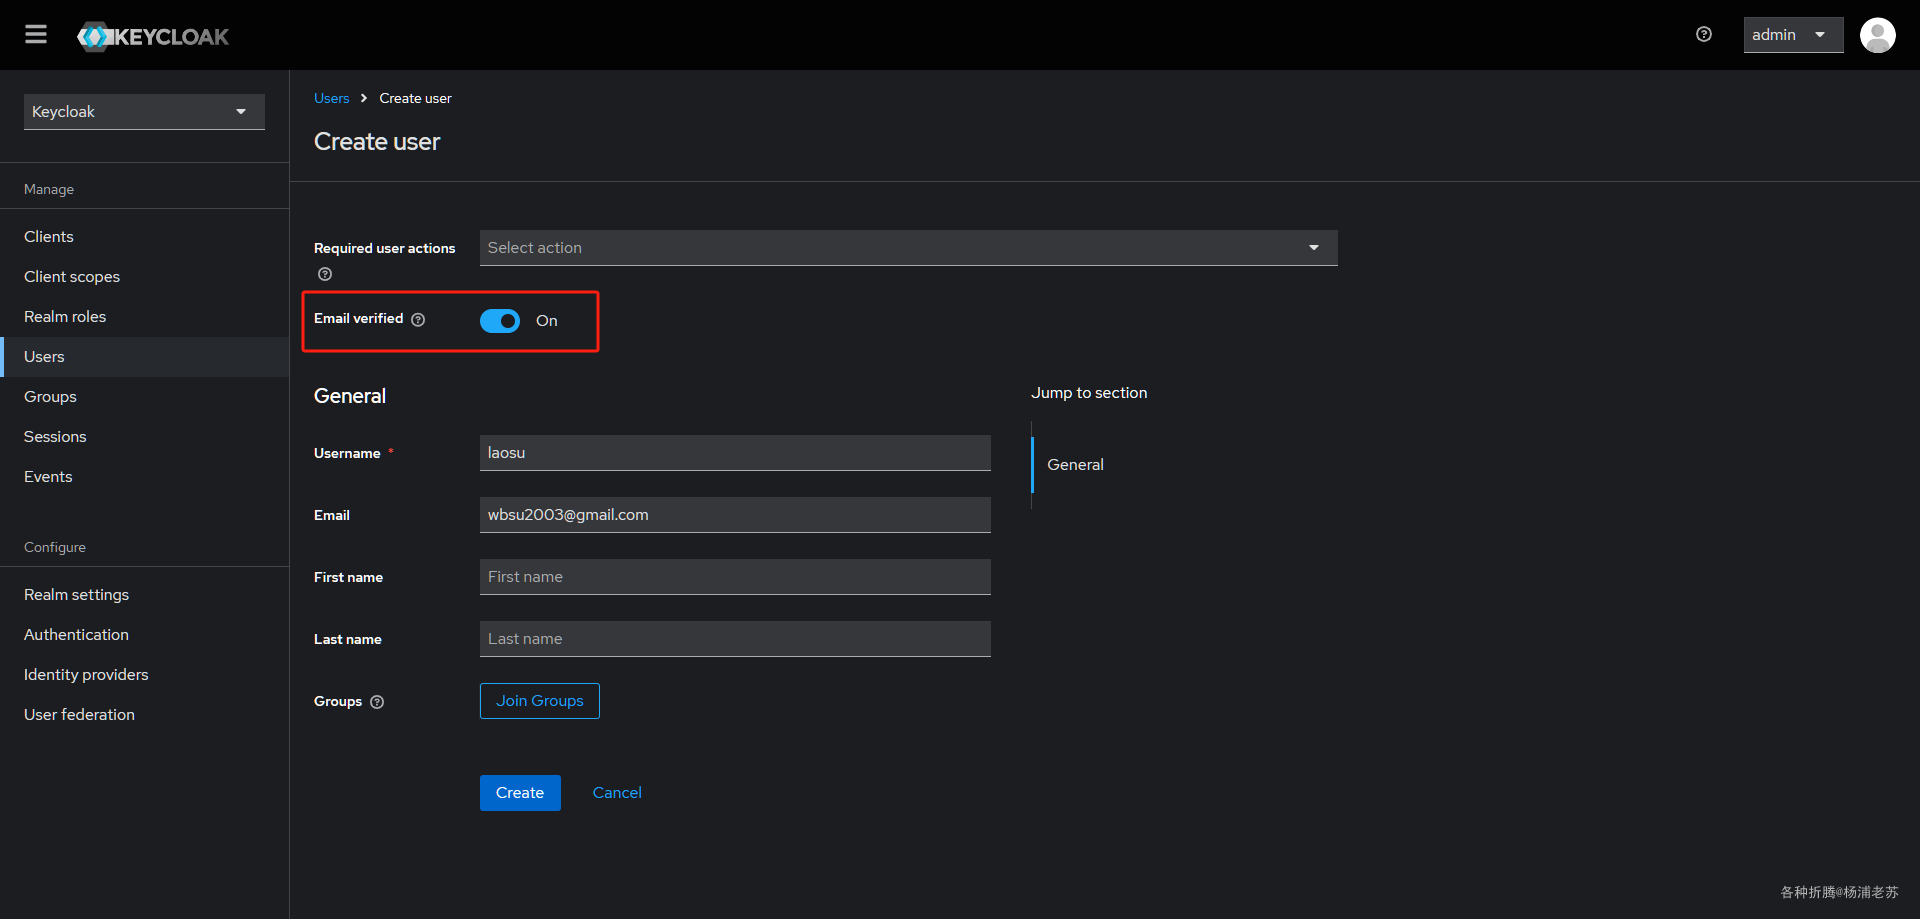 KEYCLOAK
admin
Keycloak
Manage
Clients
Client scopes
Realm roles
Users
Groups
Sessions
Events
Configure
Realm settings
Authentication
Identity providers
User federation
Users > Create user
Create user
Required user actions
Select action
Email verified
On
General
Username *
laosu
Email
wbsu2003@gmail.com
First name
First name
Last name
Last name
Groups
Join Groups
Create
Cancel
Jump to section
General
各种折腾@杨浦老苏